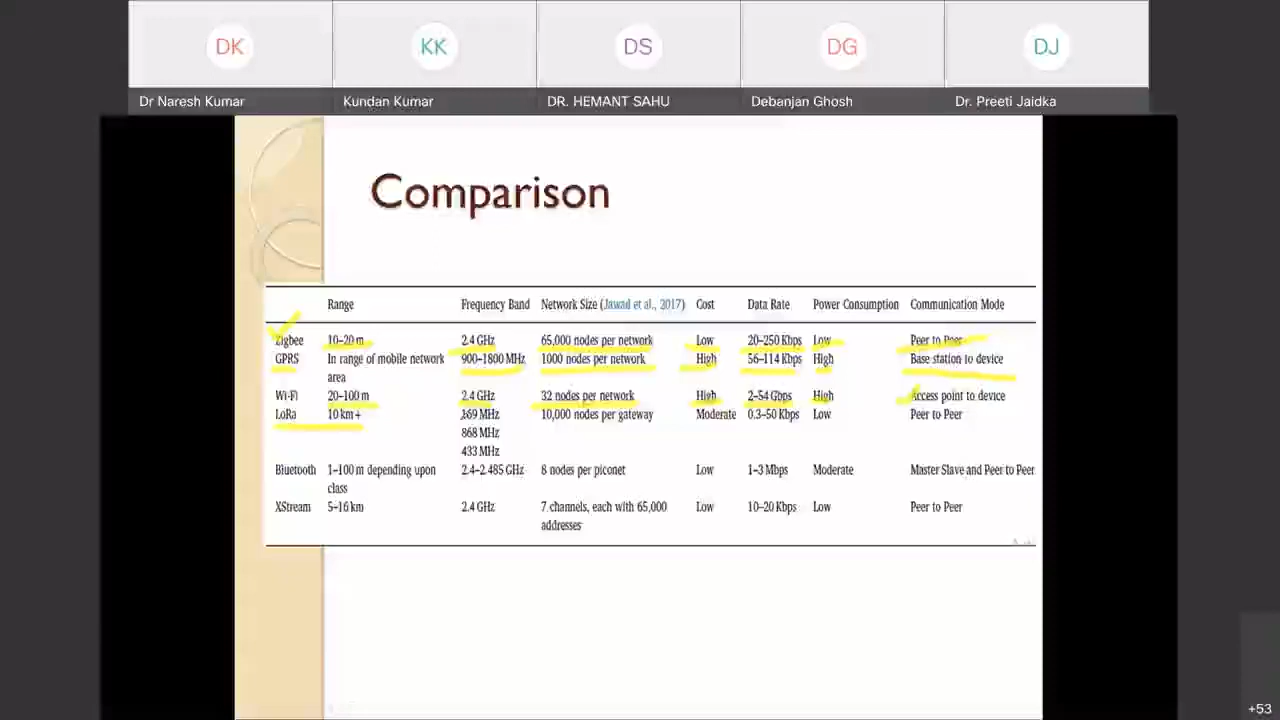 DK KK DS DG DJ
Dr Naresh Kumar Kundan Kumar DR. HEMANT SAHU Debanjan Ghosh Dr. Preeti Jaidka
Comparison
Range Frequency Band Network Size (Jawad et al., 2017) Cost Data Rate Power Consumption Communication Mode
Zigbee 10–20 m 2.4 GHz 65,000 nodes per network Low 20–250 Kbps Low Peer to Peer
GPRS In range of mobile network 900–1800 MHz 1000 nodes per network High 56–114 Kbps High Base station to device
area
Wi-Fi 20–100 m 2.4 GHz 32 nodes per network High 2–54 Gbps High Access point to device
LoRa 10 km+ 169 MHz 10,000 nodes per gateway Moderate 0.3–50 Kbps Low Peer to Peer
868 MHz
433 MHz
Bluetooth 1–100 m depending upon 2.4–2.485 GHz 8 nodes per piconet Low 1–3 Mbps Moderate Master Slave and Peer to Peer
class
XStream 5–16 km 2.4 GHz 7 channels, each with 65,000 Low 10–20 Kbps Low Peer to Peer
addresses
+53